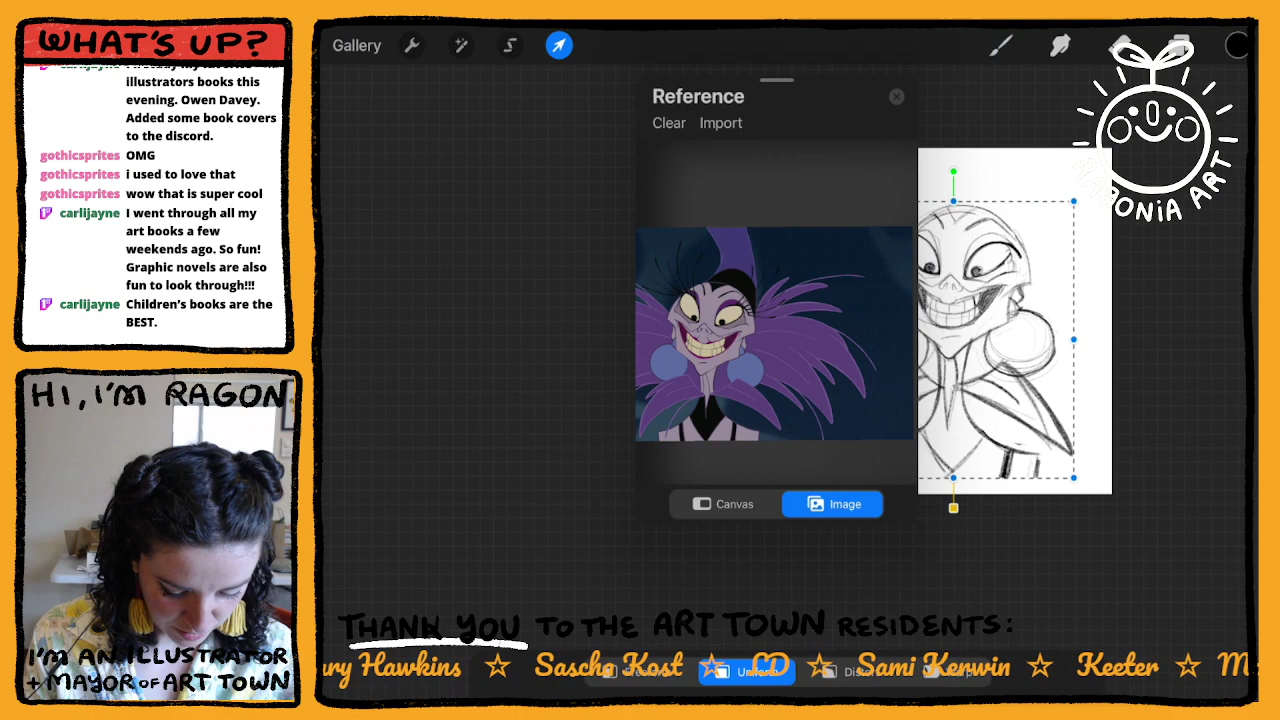 WHAT'S UP?
carlijayne
illustrators books this
evening. Owen Davey.
Added some book covers
to the discord.
gothicsprites OMG
gothicsprites i used to love that
gothicsprites wow that is super cool
carlijayne I went through all my
art books a few
weekends ago. So fun!
Graphic novels are also
fun to look through!!!
carlijayne Children's books are the
BEST.
HI, I'M RAGON
I'M AN ILLUSTRATOR
+ MAYOR OF ART TOWN
Gallery
Reference
Clear Import
Canvas Image
RAGONIA ART
THANK YOU TO THE ART TOWN RESIDENTS:
Hawkins ☆ Sascha Kost ☆ LD ☆ Sami Kerwin ☆ Keeter ☆